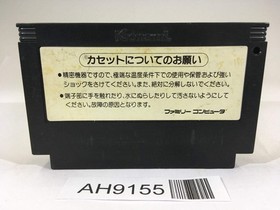 Konami
カセットについてのお願い
●精密機器ですので、極端な温度条件下での使用や保管および強い
ショックをさけてください。また、絶対に分解しないでください。
●端子部に手を触れたり、水にぬらしたりして汚さないようにして
ください。故障の原因となります。
ファミリー コンピュータ
AH9155